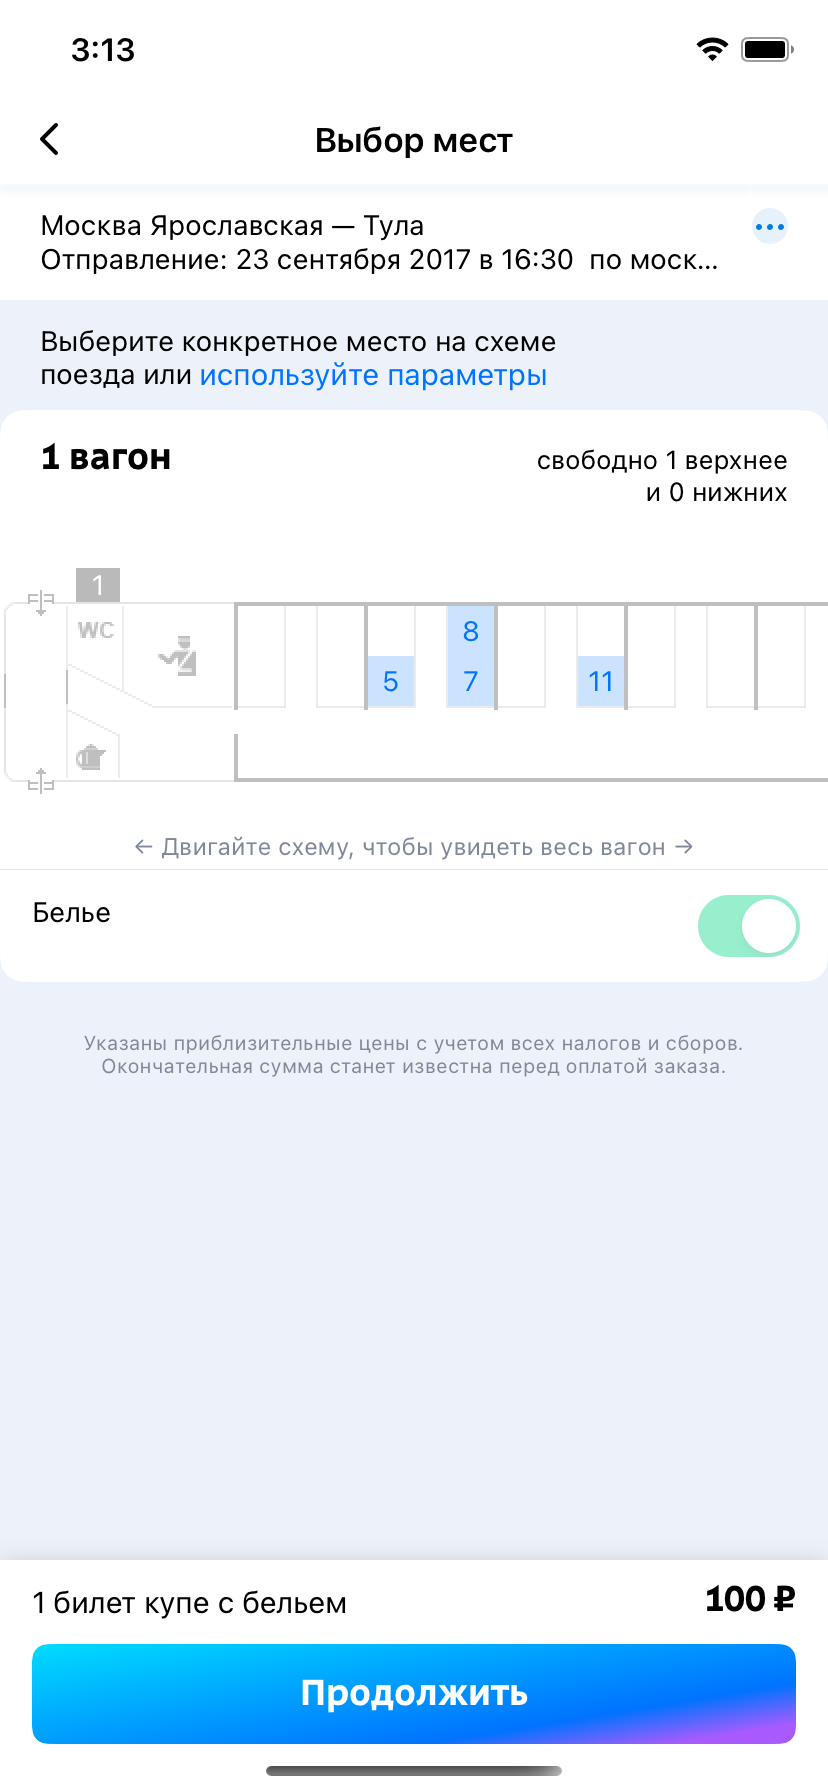 3:13
Выбор мест
Москва Ярославская — Тула
Отправление: 23 сентября 2017 в 16:30 по моск...
Выберите конкретное место на схеме
поезда или используйте параметры
1 вагон
свободно 1 верхнее
и 0 нижних
1
WC
8
5 7 11
← Двигайте схему, чтобы увидеть весь вагон →
Белье
Указаны приблизительные цены с учетом всех налогов и сборов.
Окончательная сумма станет известна перед оплатой заказа.
1 билет купе с бельем
100 ₽
Продолжить